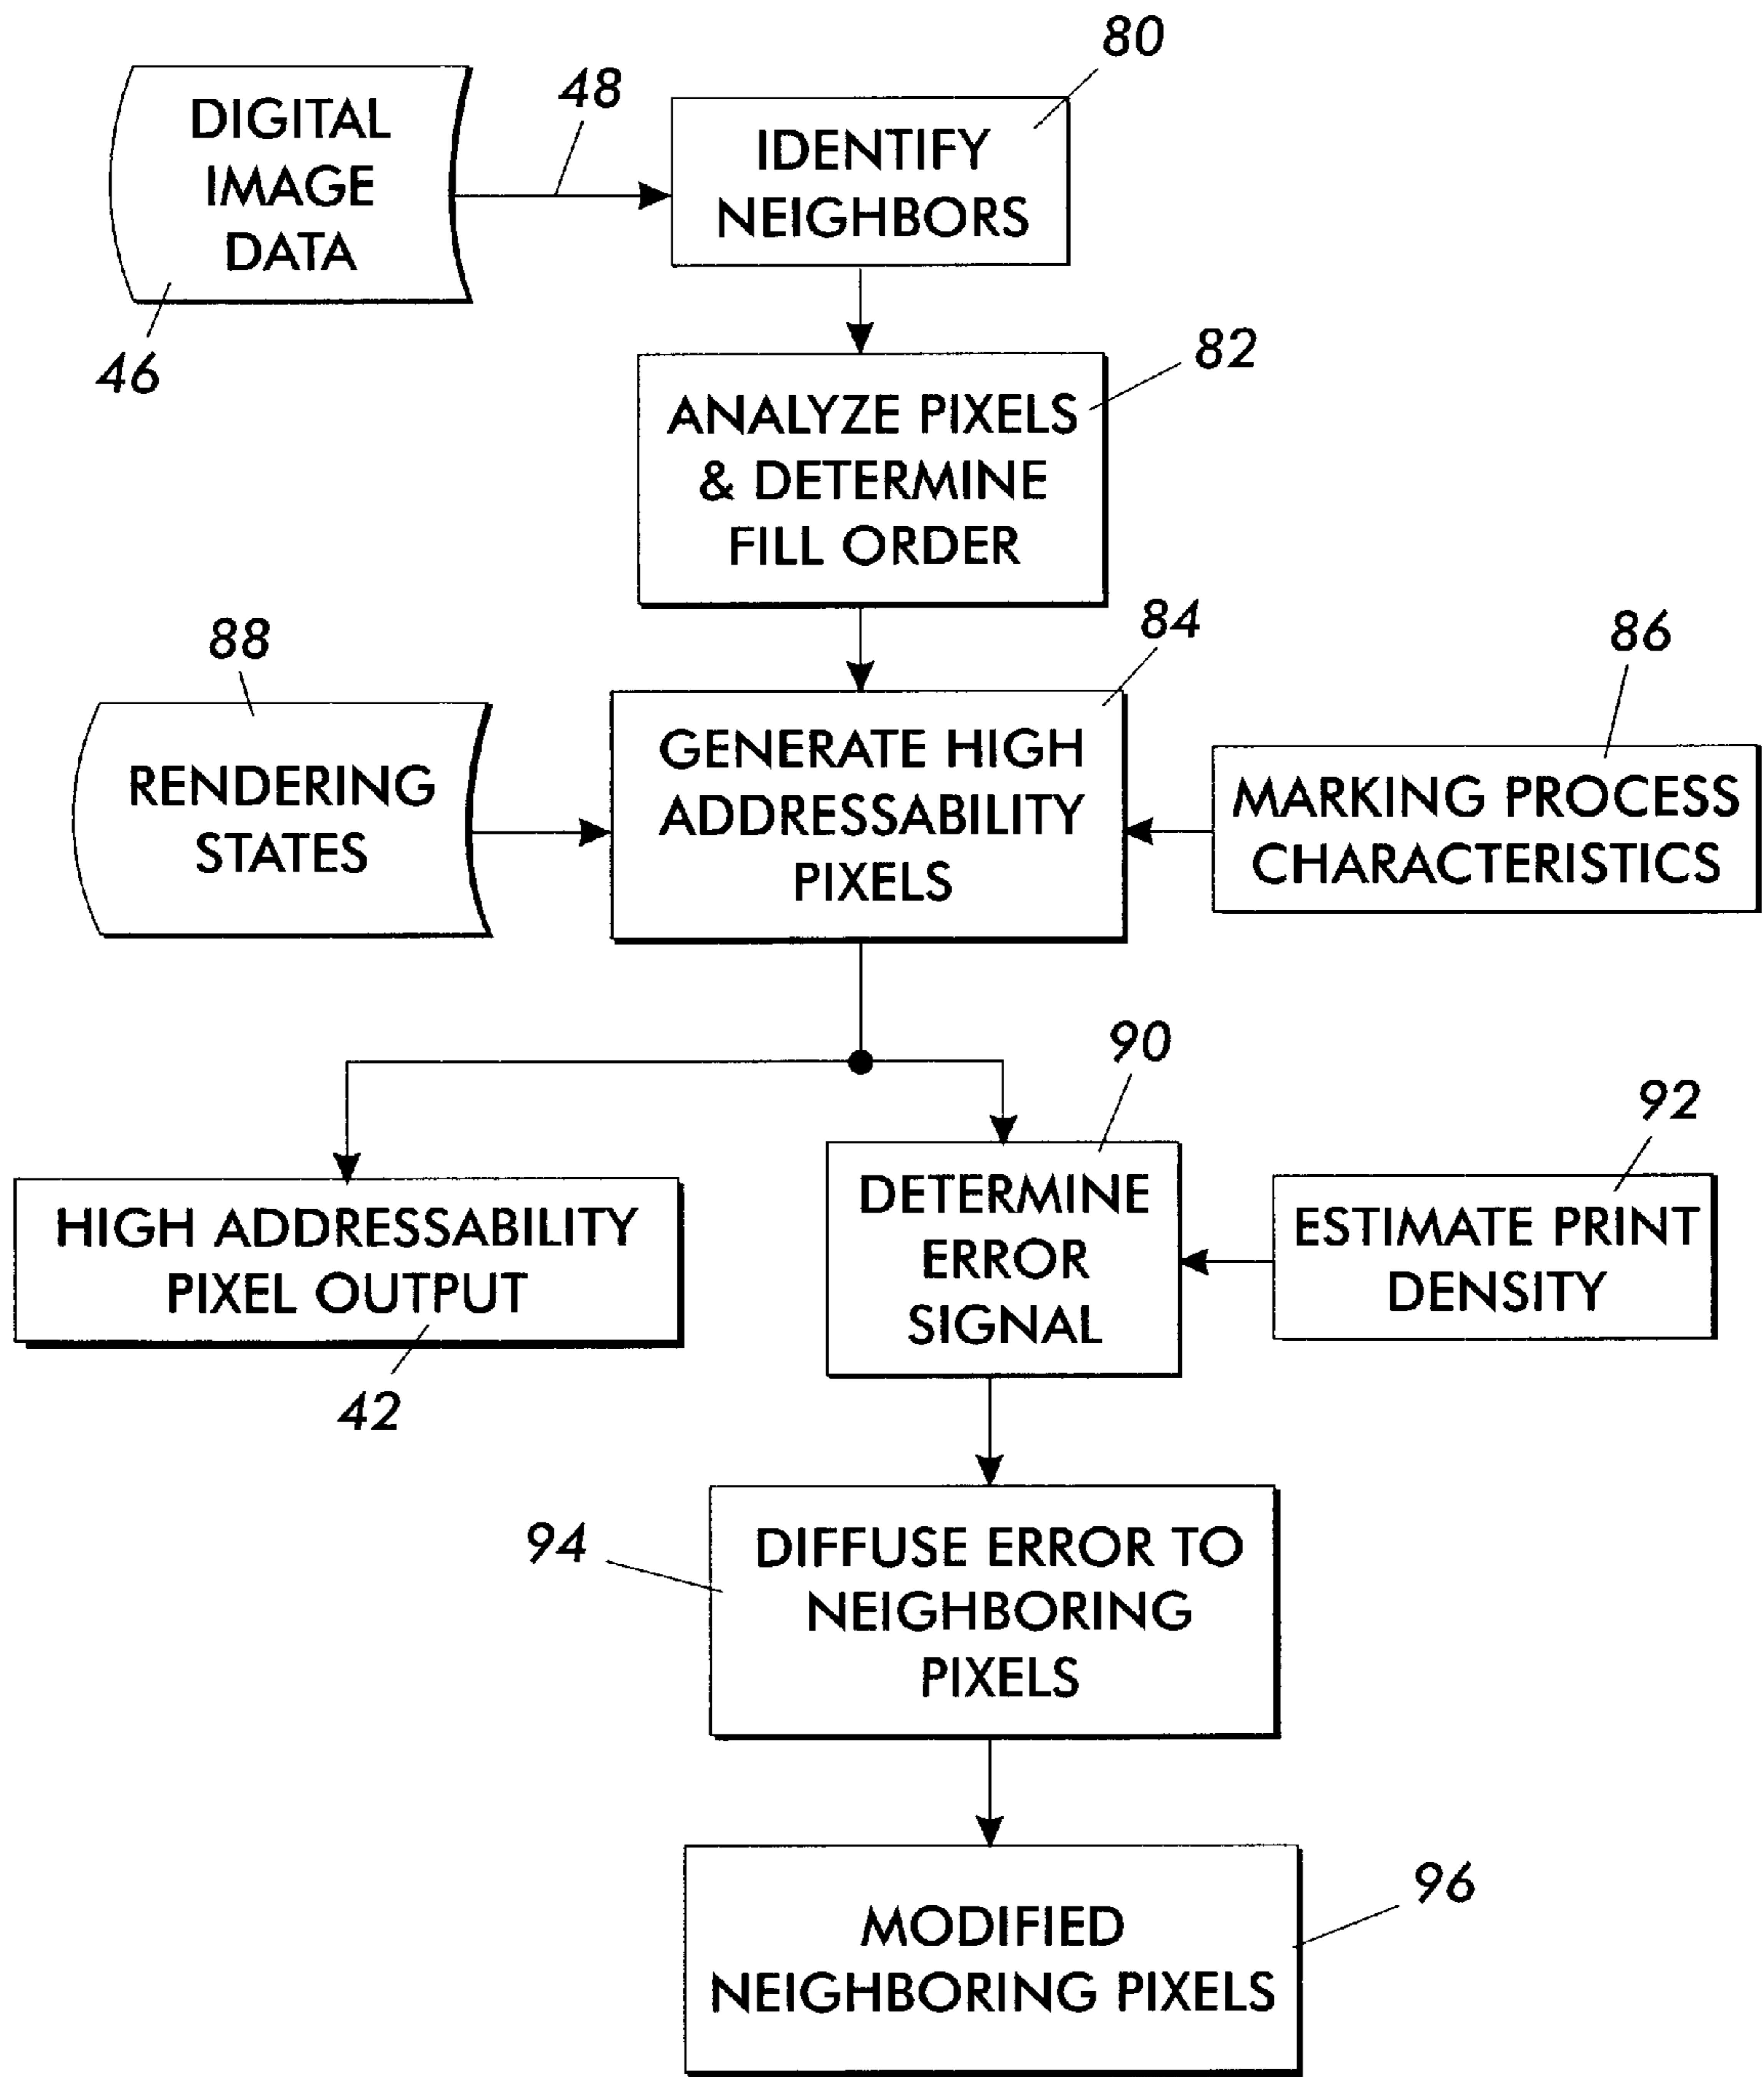 80
48
DIGITAL
IMAGE
DATA
46
IDENTIFY
NEIGHBORS
82
ANALYZE PIXELS
& DETERMINE
FILL ORDER
88
84
86
RENDERING
STATES
GENERATE HIGH
ADDRESSABILITY
PIXELS
MARKING PROCESS
CHARACTERISTICS
90
92
HIGH ADDRESSABILITY
PIXEL OUTPUT
42
DETERMINE
ERROR
SIGNAL
ESTIMATE PRINT
DENSITY
94
DIFFUSE ERROR TO
NEIGHBORING
PIXELS
96
MODIFIED
NEIGHBORING PIXELS